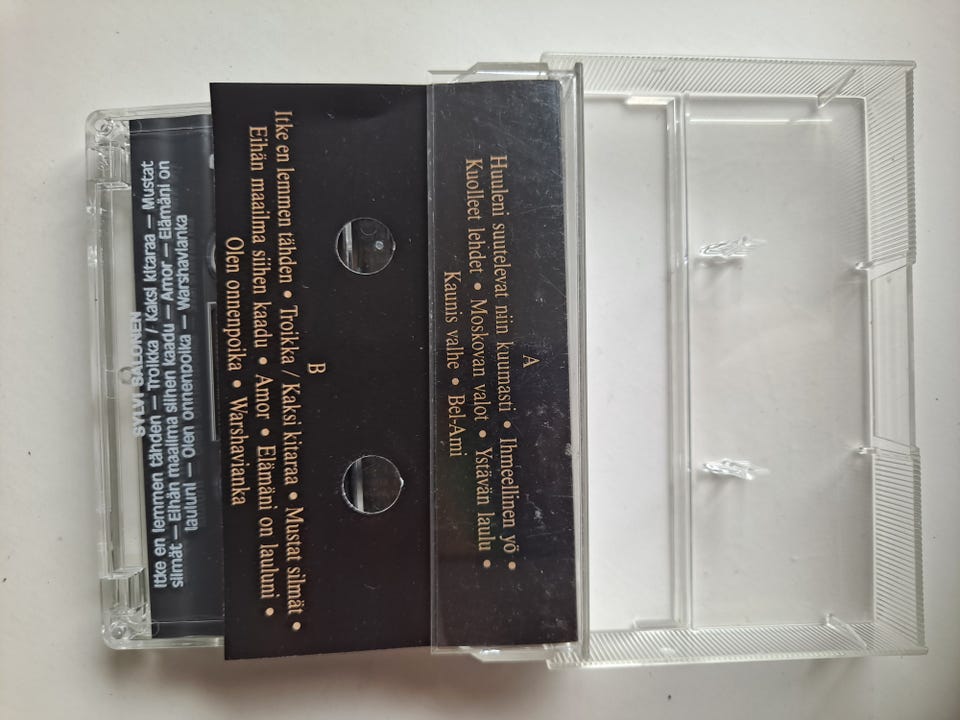 A
Huuleni suutelevat niin kuumasti • Ihmeellinen yö •
Kuolleet lehdet • Moskovan valot • Ystävän laulu •
Kaunis valhe • Bel-Ami
B
Itke en lemmen tähden • Troikka / Kaksi kitaraa • Mustat silmät •
Eihän maailma siihen kaadu • Amor • Elämäni on lauluni •
Olen onnenpoika • Warshavianka
SYLVI SALONEN
Itke en lemmen tähden — Troikka / Kaksi kitaraa — Mustat
silmät — Eihän maailma siihen kaadu — Amor — Elämäni on
lauluni — Olen onnenpoika — Warshavianka